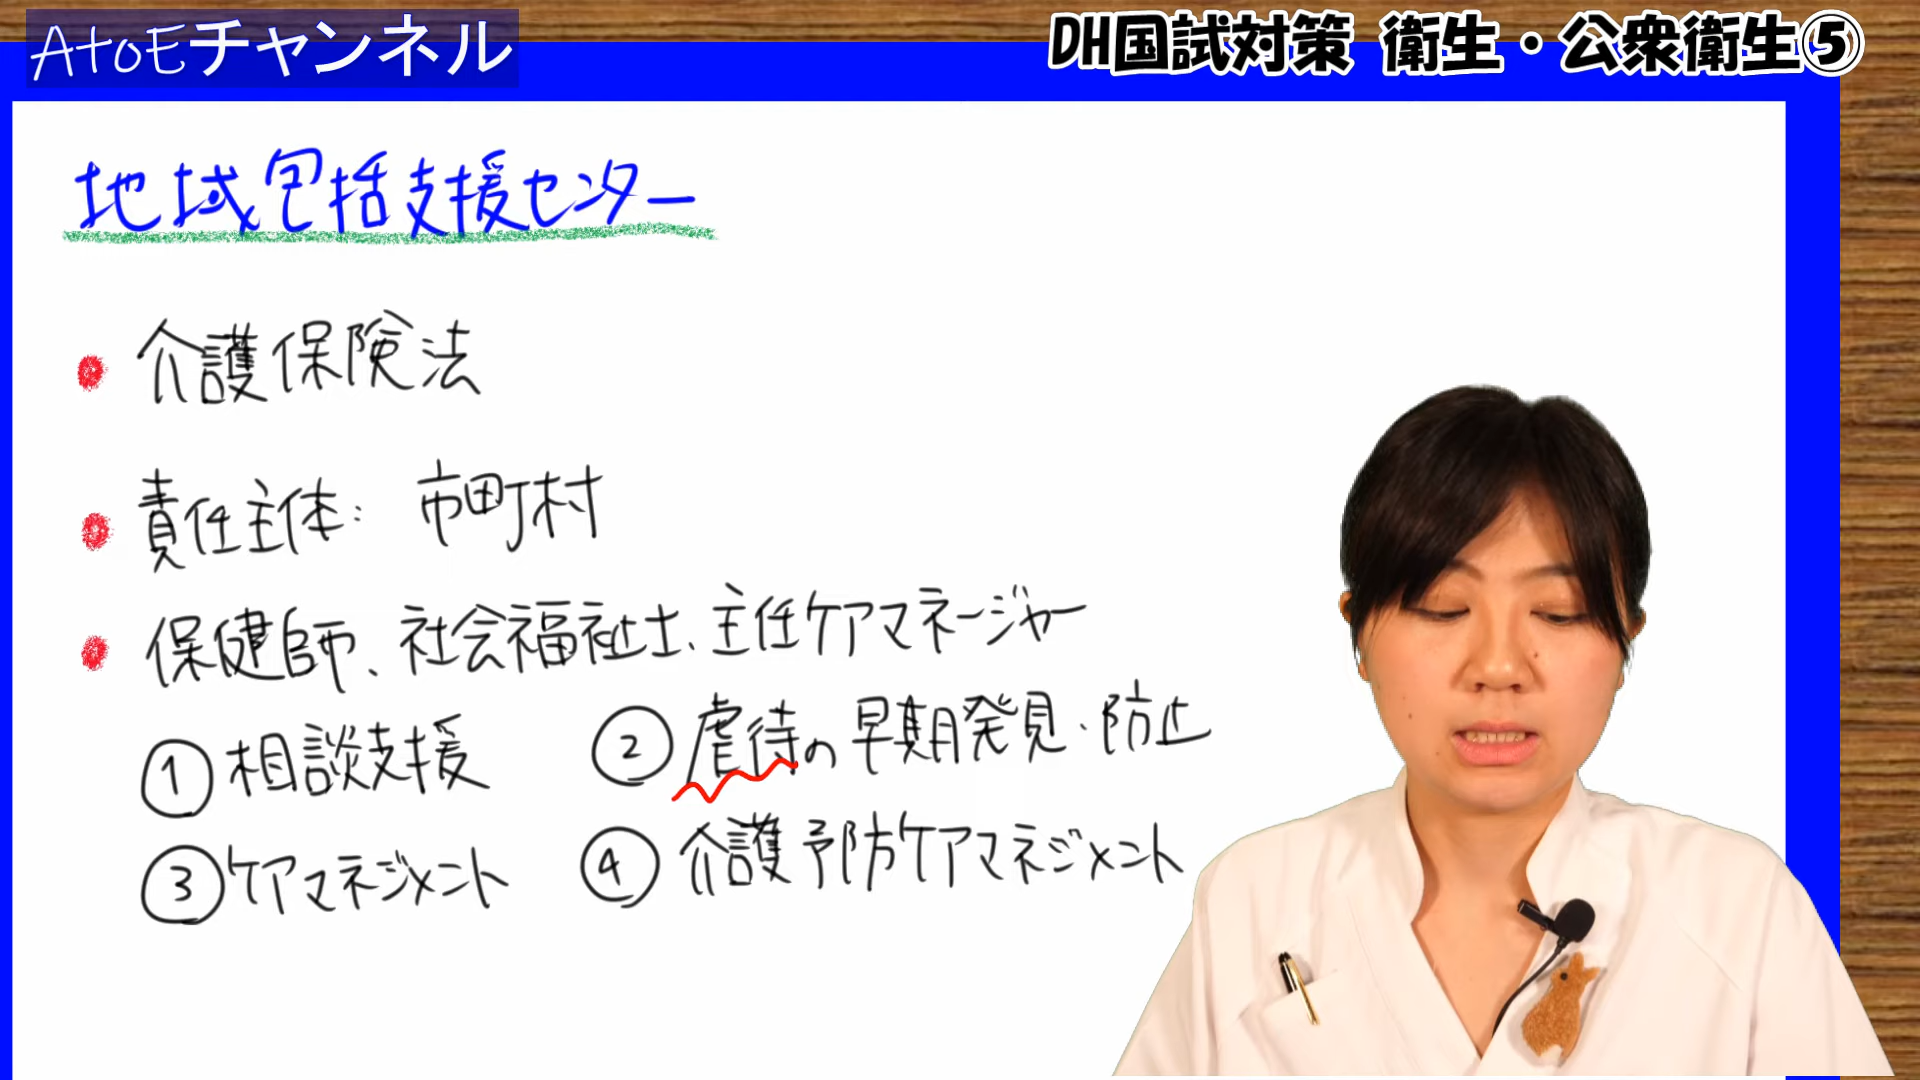 AtoEチャンネル
DH国試対策 衛生・公衆衛生⑤
地域包括支援センター
介護保険法
責任主体: 市町村
保健師、社会福祉士、主任ケアマネージャー
①相談支援 ②虐待の早期発見・防止
③ケアマネジメント ④介護予防ケアマネジメント